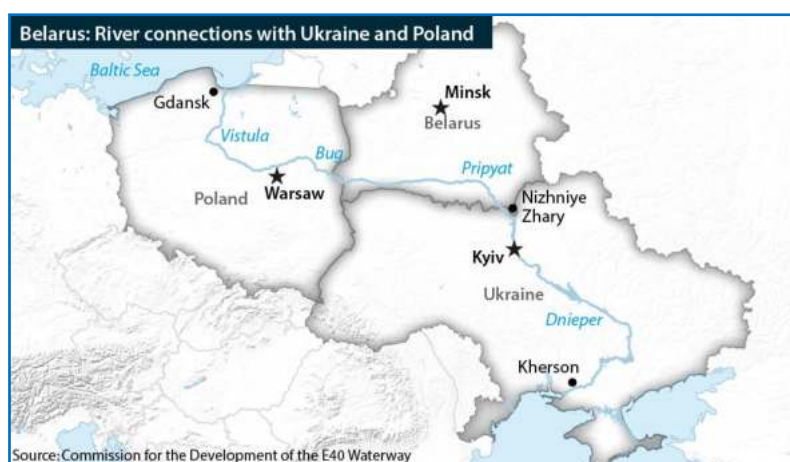 Belarus: River connections with Ukraine and Poland
Baltic Sea
Gdansk
Minsk
Belarus
Vistula
Bug
Pripyat
Poland
Warsaw
Nizhniye
Zhary
Kyiv
Ukraine
Dnieper
Kherson
Source: Commission for the Development of the E40 Waterway